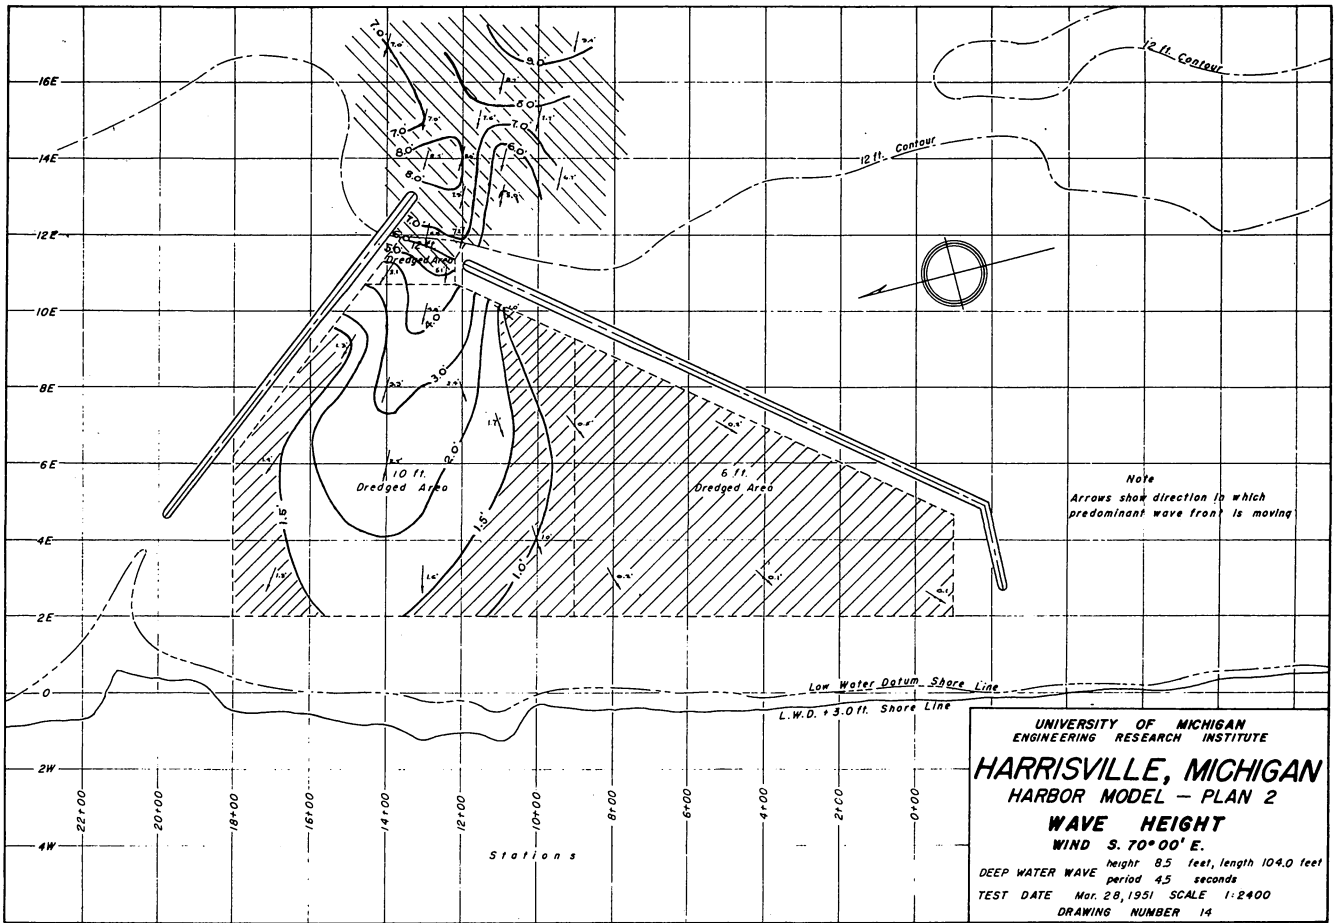 16E
14E
12E
10E
8E
6E
4E
2E
0
2W
4W
22+00
20+00
18+00
16+00
14+00
12+00
10+00
8+00
6+00
4+00
2+00
0+00
Stations
12 ft. Contour
12 ft. Contour
7.0'
9.0'
8.0'
7.0'
7.0'
6.0'
8.0'
8.0'
7.0'
12 ft.
Dredged Area
4.0'
3.0'
2.0'
1.5'
1.5'
1.0'
10 ft.
Dredged Area
6 ft.
Dredged Area
0.2'
0.1'
Note
Arrows show direction in which
predominant wave front is moving
Low Water Datum Shore Line
L.W.D. + 3.0 ft. Shore Line
UNIVERSITY OF MICHIGAN
ENGINEERING RESEARCH INSTITUTE
HARRISVILLE, MICHIGAN
HARBOR MODEL — PLAN 2
WAVE HEIGHT
WIND S. 70° 00' E.
DEEP WATER WAVE height 8.5 feet, length 104.0 feet
period 4.5 seconds
TEST DATE Mar. 28, 1951 SCALE 1:2400
DRAWING NUMBER 14